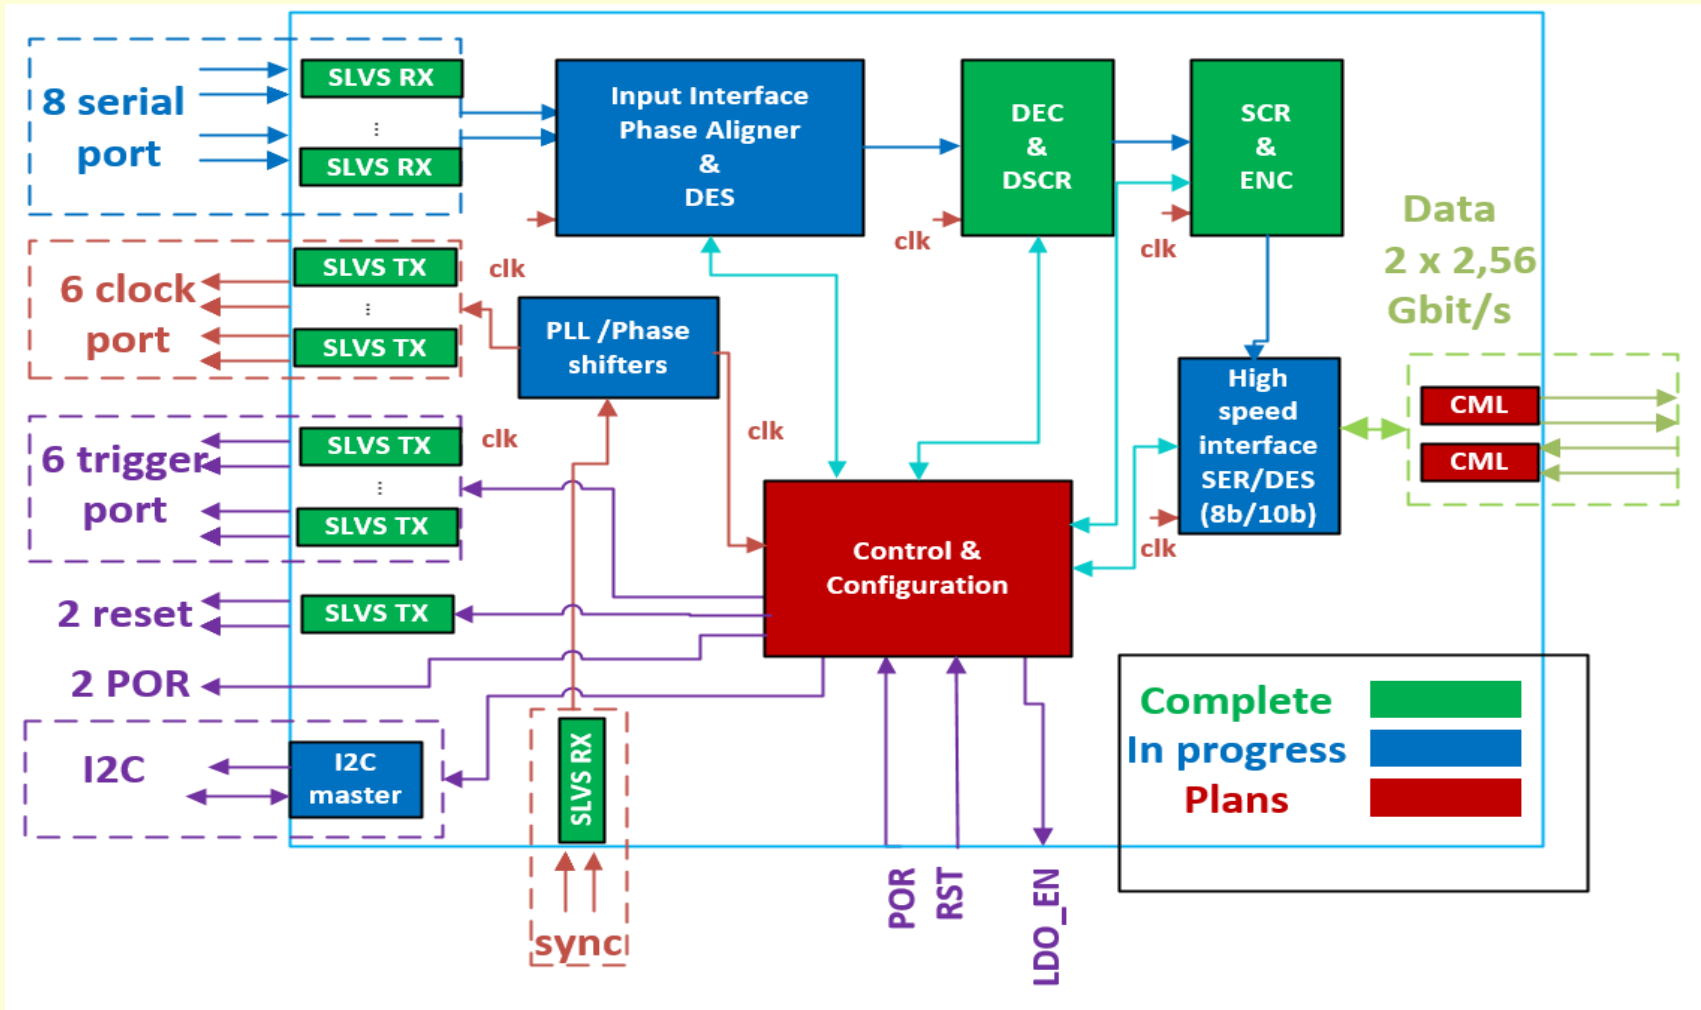 8 serial
port
SLVS RX
...
SLVS RX
Input Interface
Phase Aligner
&
DES
DEC
&
DSCR
clk
SCR
&
ENC
clk
Data
2 x 2,56
Gbit/s
6 clock
port
SLVS TX
...
SLVS TX
clk
PLL /Phase
shifters
clk
clk
High
speed
interface
SER/DES
(8b/10b)
clk
CML
CML
6 trigger
port
SLVS TX
...
SLVS TX
Control &
Configuration
2 reset
SLVS TX
2 POR
I2C
I2C
master
SLVS RX
sync
POR
RST
LDO_EN
Complete
In progress
Plans